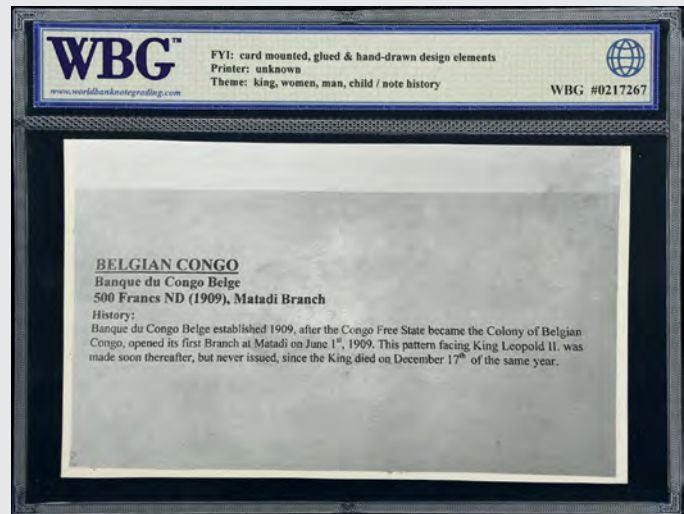 WBG™
www.worldbanknotegrading.com
FYI: card mounted, glued & hand-drawn design elements
Printer: unknown
Theme: king, women, man, child / note history
WBG #0217267
BELGIAN CONGO
Banque du Congo Belge
500 Francs ND (1909), Matadi Branch
History:
Banque du Congo Belge established 1909, after the Congo Free State became the Colony of Belgian
Congo, opened its first Branch at Matadi on June 1st, 1909. This pattern facing King Leopold II. was
made soon thereafter, but never issued, since the King died on December 17th of the same year.